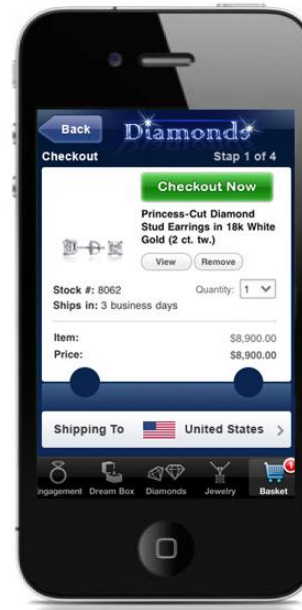 Back
Diamonds
Checkout
Stap 1 of 4
Checkout Now
Princess-Cut Diamond
Stud Earrings in 18k White
Gold (2 ct. tw.)
View
Remove
Stock #: 8062
Quantity: 1
Ships in: 3 business days
Item: $8,900.00
Price: $8,900.00
Shipping To United States
ngagement
Dream Box
Diamonds
Jewelry
Basket
1